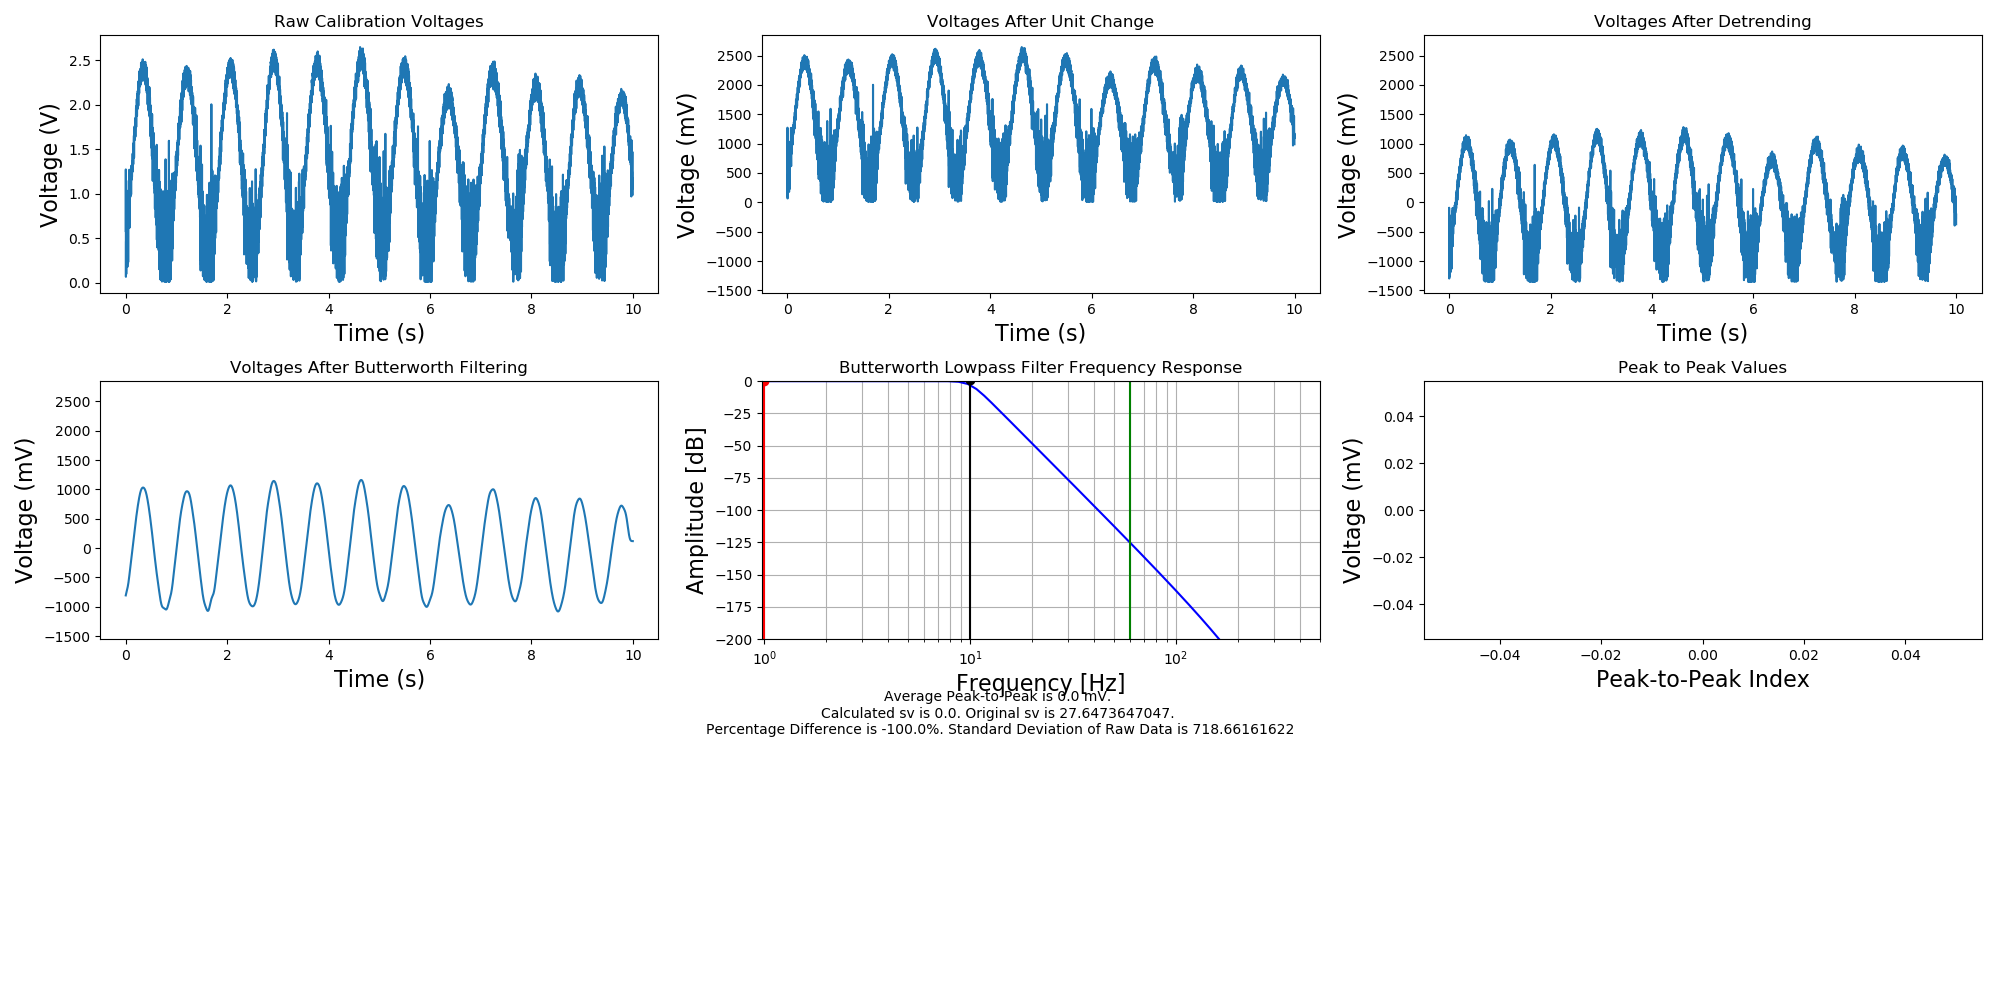 Raw Calibration Voltages
Voltage (V)
2.5
2.0
1.5
1.0
0.5
0.0
0 2 4 6 8 10
Time (s)
Voltages After Unit Change
Voltage (mV)
2500
2000
1500
1000
500
0
−500
−1000
−1500
0 2 4 6 8 10
Time (s)
Voltages After Detrending
Voltage (mV)
2500
2000
1500
1000
500
0
−500
−1000
−1500
0 2 4 6 8 10
Time (s)
Voltages After Butterworth Filtering
Voltage (mV)
2500
2000
1500
1000
500
0
−500
−1000
−1500
0 2 4 6 8 10
Time (s)
Butterworth Lowpass Filter Frequency Response
Amplitude [dB]
0
−25
−50
−75
−100
−125
−150
−175
−200
10⁰ 10¹ 10²
Frequency [Hz]
Peak to Peak Values
Voltage (mV)
0.04
0.02
0.00
−0.02
−0.04
−0.04 −0.02 0.00 0.02 0.04
Peak-to-Peak Index
Average Peak-to-Peak is 0.0 mV.
Calculated sv is 0.0. Original sv is 27.6473647047.
Percentage Difference is -100.0%. Standard Deviation of Raw Data is 718.66161622